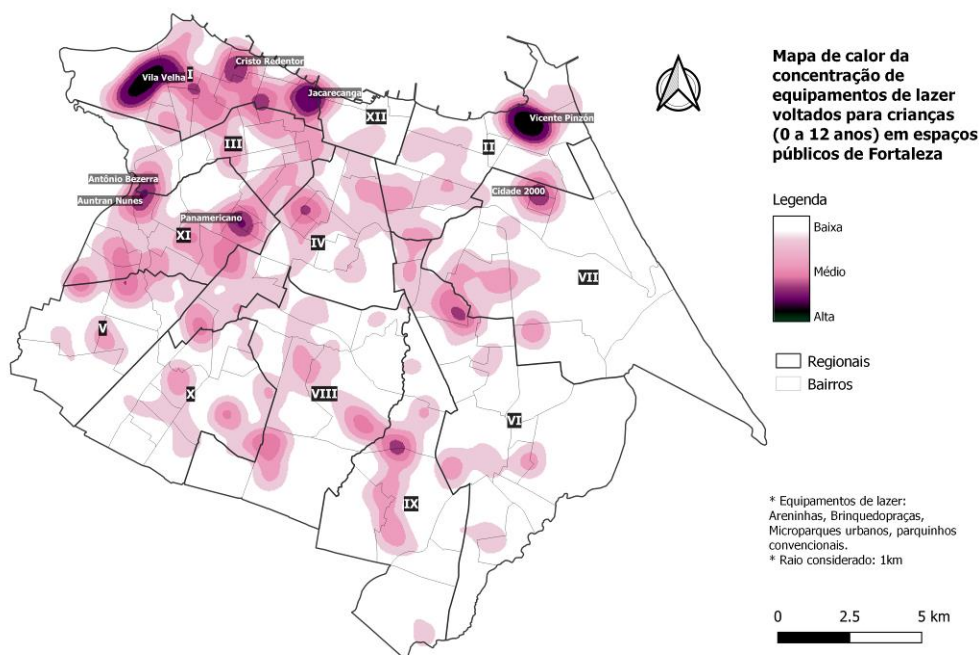 Cristo Redentor
Vila Velha
I
Jacarecanga
XII
Vicente Pinzón
III
II
Antônio Bezerra
Cidade 2000
Autran Nunes
Panamericano
XI
IV
VII
V
X
VIII
VI
IX
Mapa de calor da
concentração de
equipamentos de lazer
voltados para crianças
(0 a 12 anos) em espaços
públicos de Fortaleza
Legenda
Baixa
Médio
Alta
Regionais
Bairros
* Equipamentos de lazer:
Areninhas, Brinquedopraças,
Microparques urbanos, parquinhos
convencionais.
* Raio considerado: 1km
0 2.5 5 km